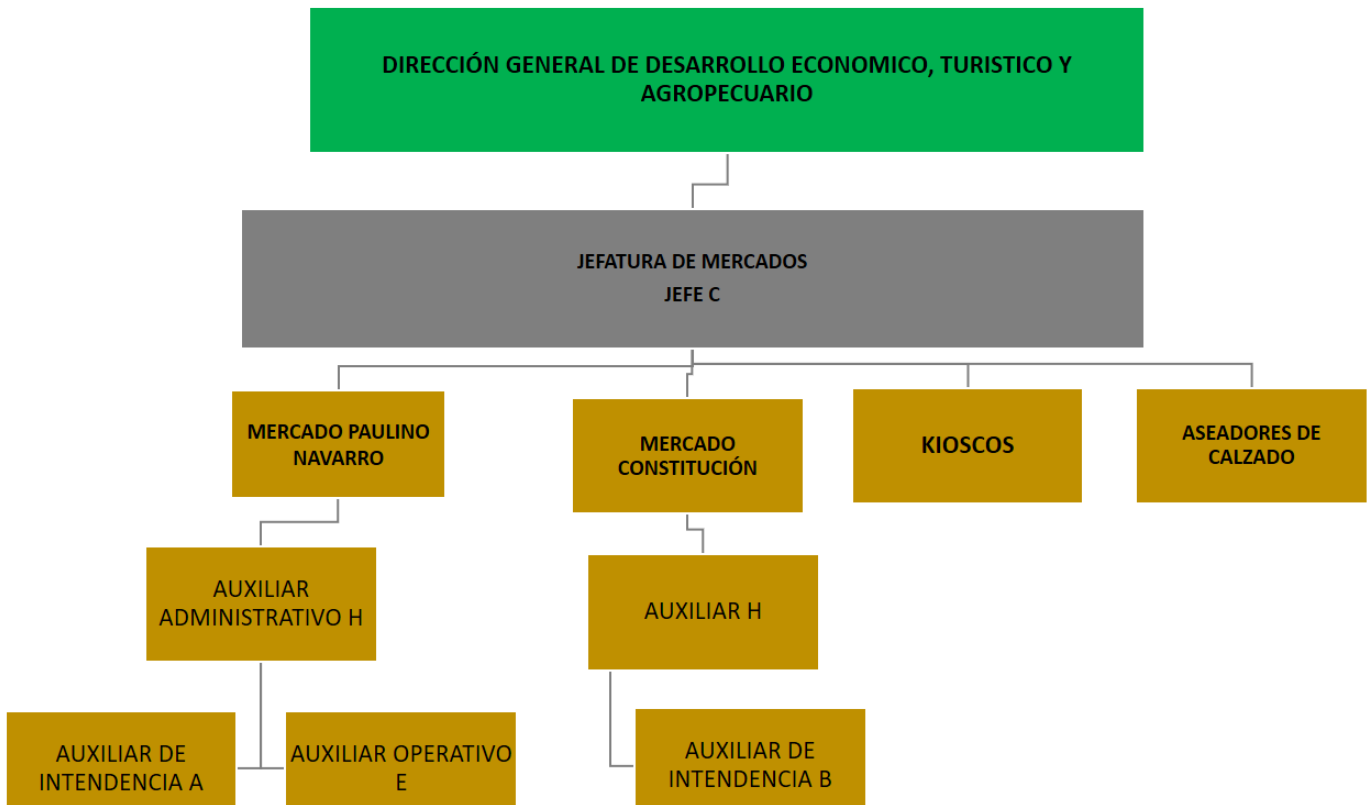 DIRECCIÓN GENERAL DE DESARROLLO ECONOMICO, TURISTICO Y
AGROPECUARIO
JEFATURA DE MERCADOS
JEFE C
MERCADO PAULINO
NAVARRO
MERCADO
CONSTITUCIÓN
KIOSCOS
ASEADORES DE
CALZADO
AUXILIAR
ADMINISTRATIVO H
AUXILIAR H
AUXILIAR DE
INTENDENCIA A
AUXILIAR OPERATIVO
E
AUXILIAR DE
INTENDENCIA B